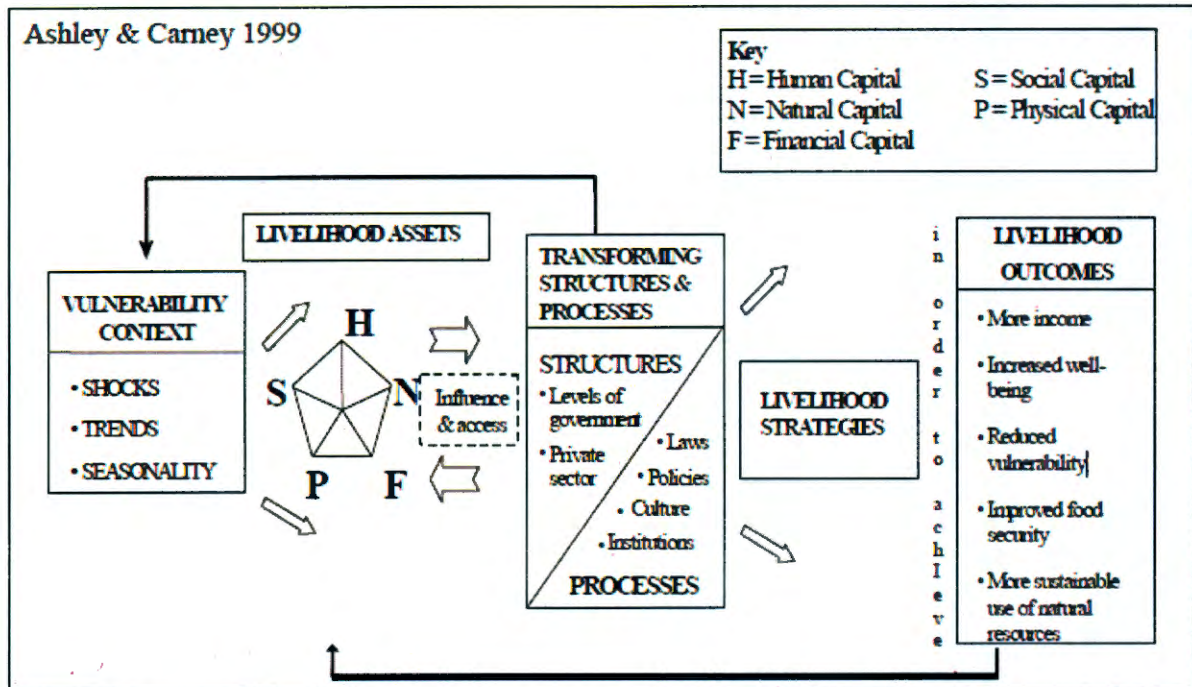 Ashley & Carney 1999
Key
H = Human Capital S = Social Capital
N = Natural Capital P = Physical Capital
F = Financial Capital
LIVELIHOOD ASSETS
VULNERABILITY
CONTEXT
• SHOCKS
• TRENDS
• SEASONALITY
H
S
N
P
F
Influence
& access
TRANSFORMING
STRUCTURES &
PROCESSES
STRUCTURES
• Levels of
government
• Private
sector
• Laws
• Policies
• Culture
• Institutions
PROCESSES
LIVELIHOOD
STRATEGIES
in order to achieve
LIVELIHOOD
OUTCOMES
• More income
• Increased well-
being
• Reduced
vulnerability
• Improved food
security
• More sustainable
use of natural
resources